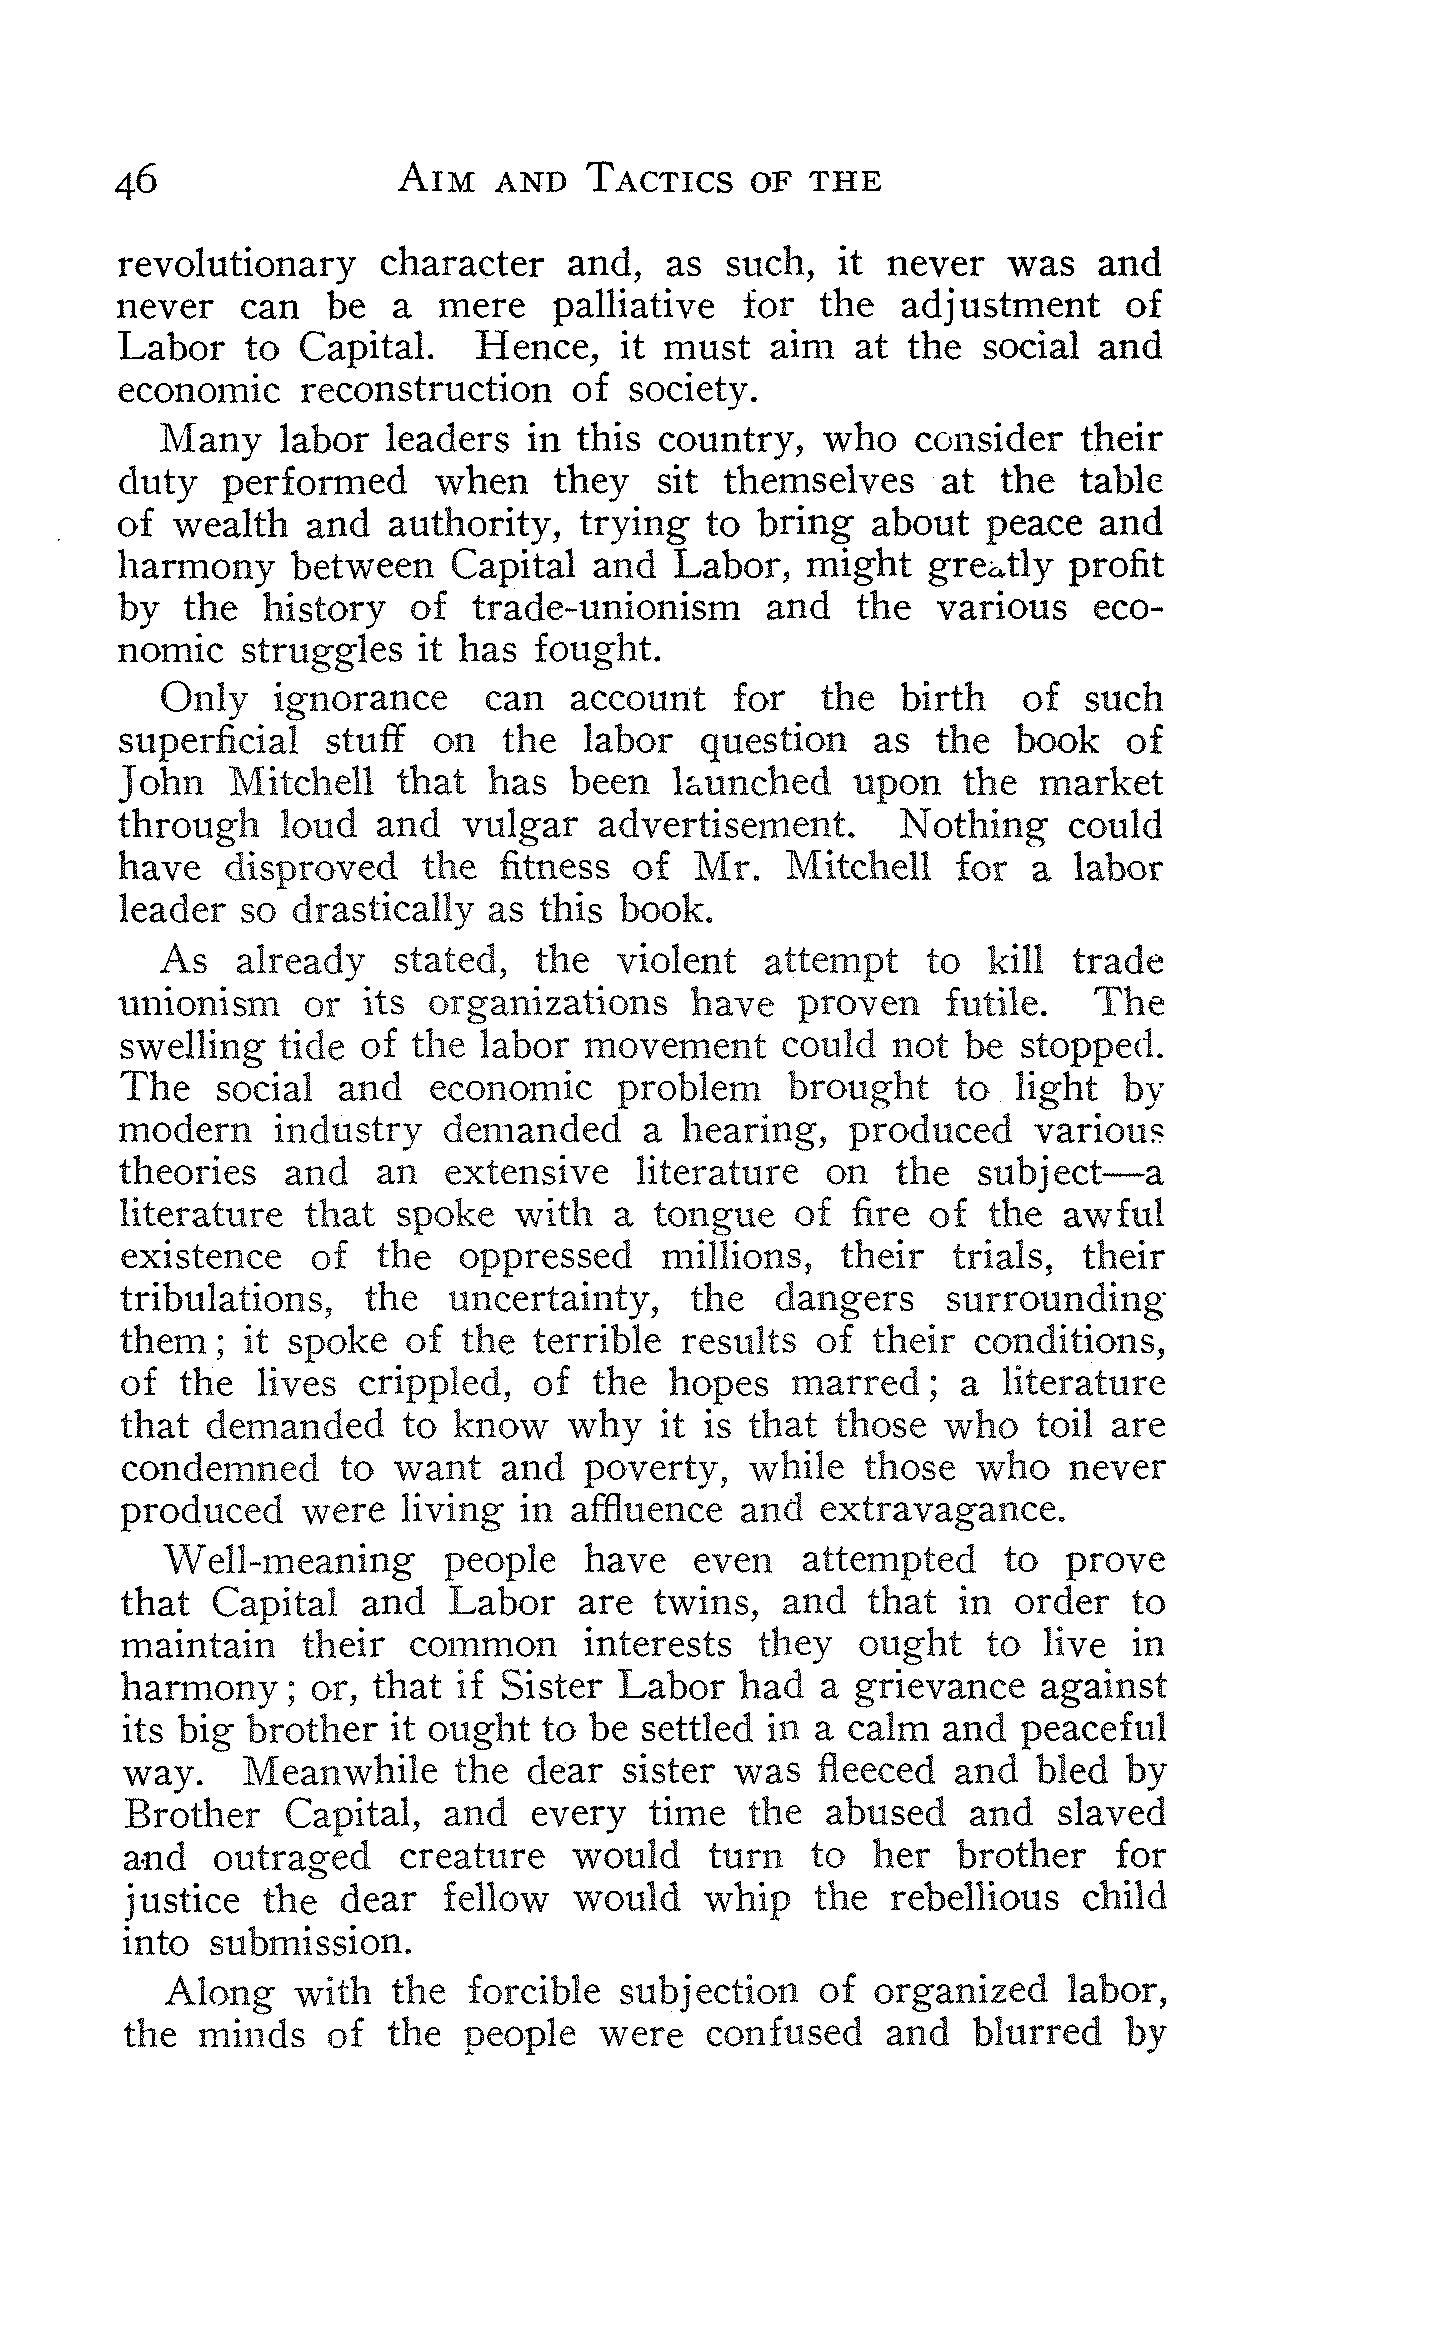 46 AIM AND TACTICS OF THE
revolutionary character and, as such, it never was and
never can be a mere palliative for the adjustment of
Labor to Capital. Hence, it must aim at the social and
economic reconstruction of society.
Many labor leaders in this country, who consider their
duty performed when they sit themselves at the table
of wealth and authority, trying to bring about peace and
harmony between Capital and Labor, might greatly profit
by the history of trade-unionism and the various eco-
nomic struggles it has fought.
Only ignorance can account for the birth of such
superficial stuff on the labor question as the book of
John Mitchell that has been launched upon the market
through loud and vulgar advertisement. Nothing could
have disproved the fitness of Mr. Mitchell for a labor
leader so drastically as this book.
As already stated, the violent attempt to kill trade
unionism or its organizations have proven futile. The
swelling tide of the labor movement could not be stopped.
The social and economic problem brought to light by
modern industry demanded a hearing, produced various
theories and an extensive literature on the subject—a
literature that spoke with a tongue of fire of the awful
existence of the oppressed millions, their trials, their
tribulations, the uncertainty, the dangers surrounding
them; it spoke of the terrible results of their conditions,
of the lives crippled, of the hopes marred; a literature
that demanded to know why it is that those who toil are
condemned to want and poverty, while those who never
produced were living in affluence and extravagance.
Well-meaning people have even attempted to prove
that Capital and Labor are twins, and that in order to
maintain their common interests they ought to live in
harmony; or, that if Sister Labor had a grievance against
its big brother it ought to be settled in a calm and peaceful
way. Meanwhile the dear sister was fleeced and bled by
Brother Capital, and every time the abused and slaved
and outraged creature would turn to her brother for
justice the dear fellow would whip the rebellious child
into submission.
Along with the forcible subjection of organized labor,
the minds of the people were confused and blurred by